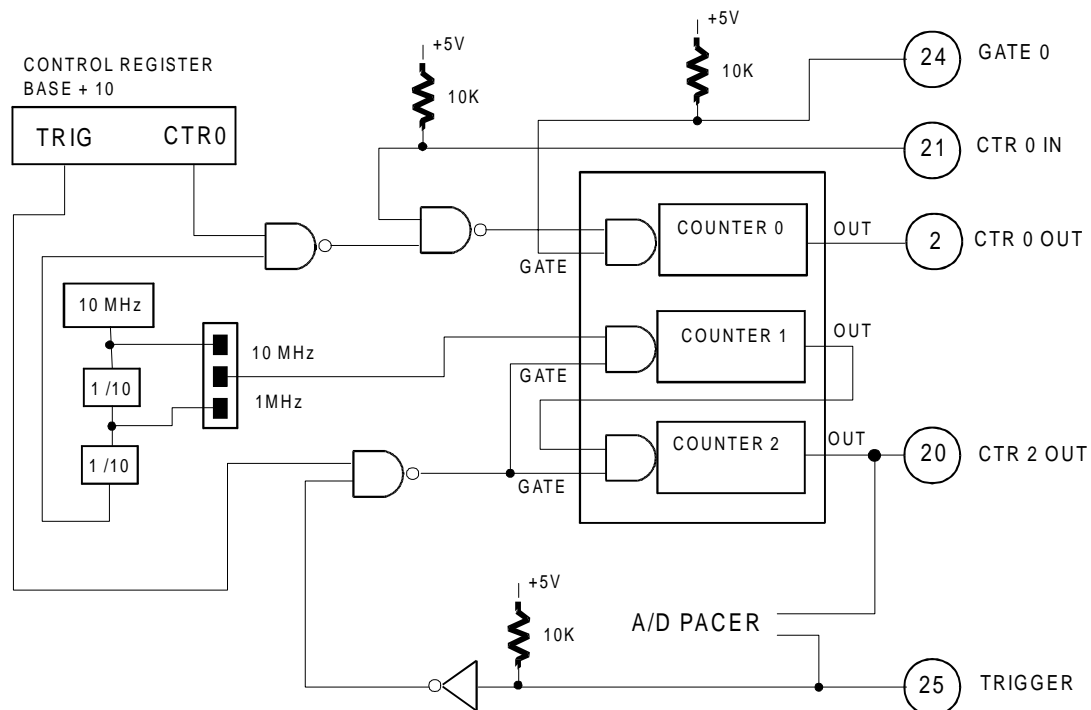 +5V
+5V
24
GATE 0
CONTROL REGISTER
BASE + 10
10K
10K
TRIG
CTR0
21
CTR 0 IN
COUNTER 0
OUT
2
CTR 0 OUT
GATE
10 MHz
COUNTER 1
OUT
10 MHz
GATE
1 /10
1MHz
COUNTER 2
OUT
20
CTR 2 OUT
1 /10
GATE
+5V
A/D PACER
10K
25
TRIGGER